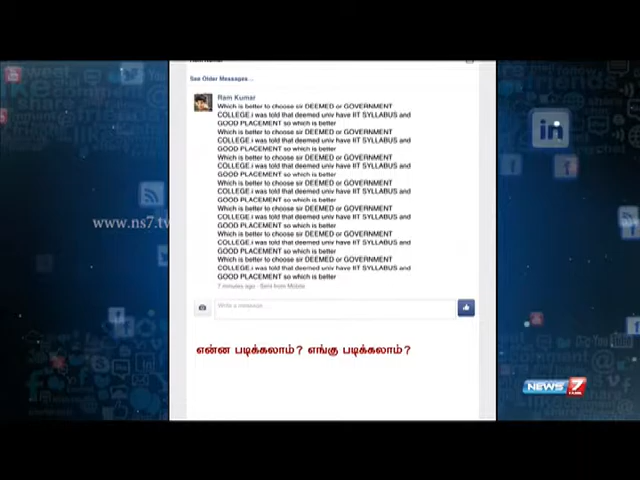 See Older Messages...
Ram Kumar
Which is better to choose sir DEEMED or GOVERNMENT
COLLEGE.i was told that deemed univ have IIT SYLLABUS and
GOOD PLACEMENT so which is better
Which is better to choose sir DEEMED or GOVERNMENT
COLLEGE.i was told that deemed univ have IIT SYLLABUS and
GOOD PLACEMENT so which is better
Which is better to choose sir DEEMED or GOVERNMENT
COLLEGE.i was told that deemed univ have IIT SYLLABUS and
GOOD PLACEMENT so which is better
Which is better to choose sir DEEMED or GOVERNMENT
COLLEGE.i was told that deemed univ have IIT SYLLABUS and
GOOD PLACEMENT so which is better
Which is better to choose sir DEEMED or GOVERNMENT
COLLEGE.i was told that deemed univ have IIT SYLLABUS and
GOOD PLACEMENT so which is better
Which is better to choose sir DEEMED or GOVERNMENT
COLLEGE.i was told that deemed univ have IIT SYLLABUS and
GOOD PLACEMENT so which is better
Which is better to choose sir DEEMED or GOVERNMENT
COLLEGE.i was told that deemed univ have IIT SYLLABUS and
GOOD PLACEMENT so which is better
7 minutes ago · Sent from Mobile
Write a message...
www.ns7.tv
என்ன படிக்கலாம்? எங்கு படிக்கலாம்?
in
NEWS 7